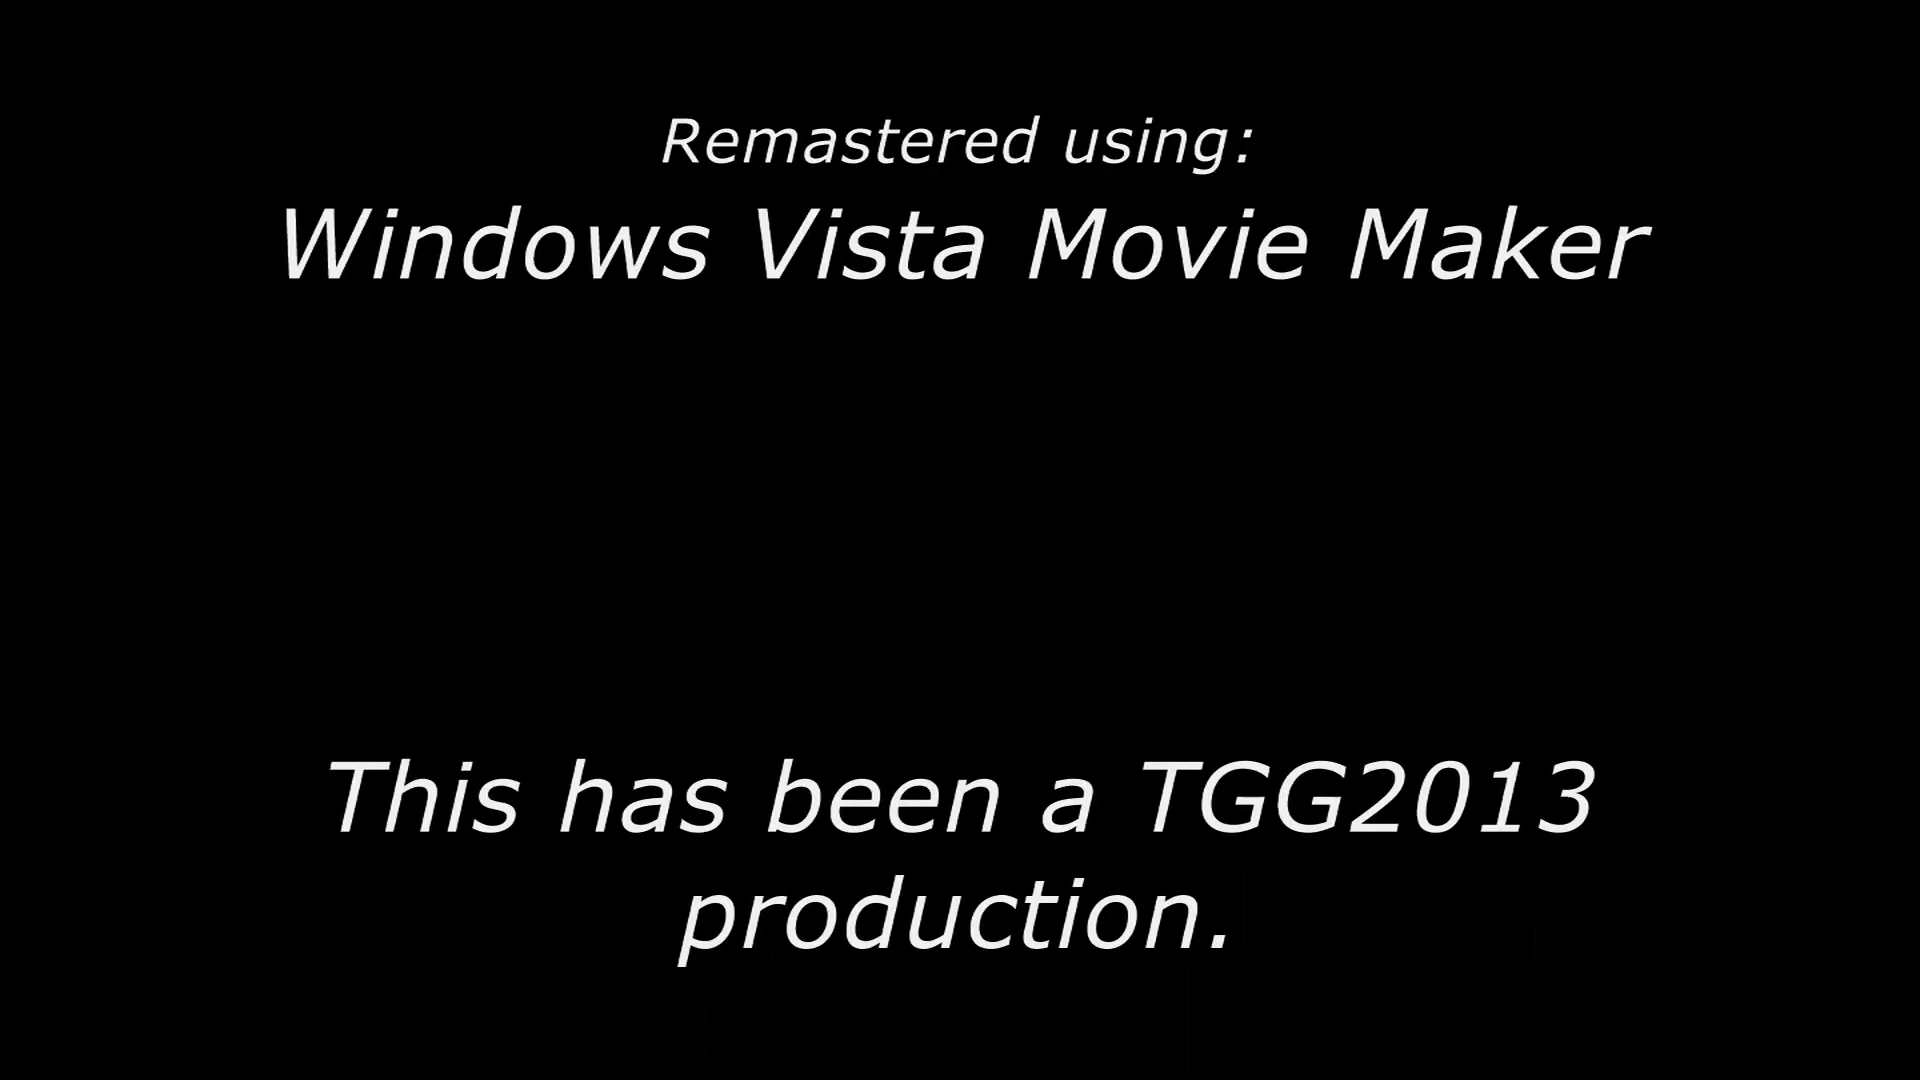 Remastered using:
Windows Vista Movie Maker
This has been a TGG2013
production.